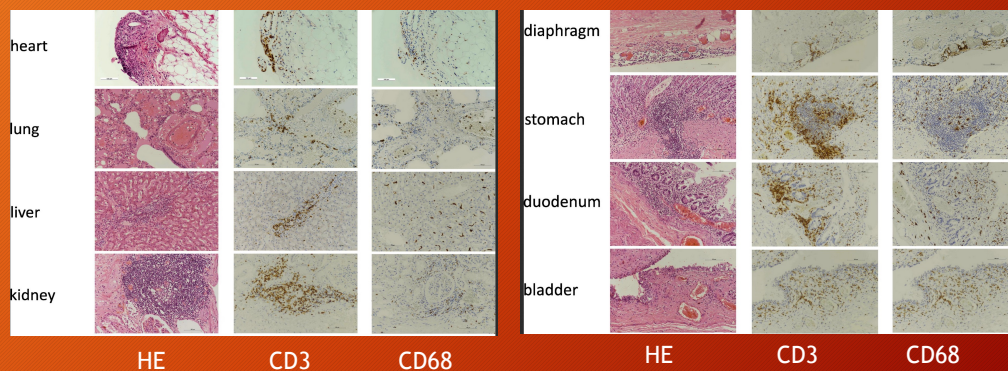 heart
lung
liver
kidney
HE CD3 CD68
diaphragm
stomach
duodenum
bladder
HE CD3 CD68